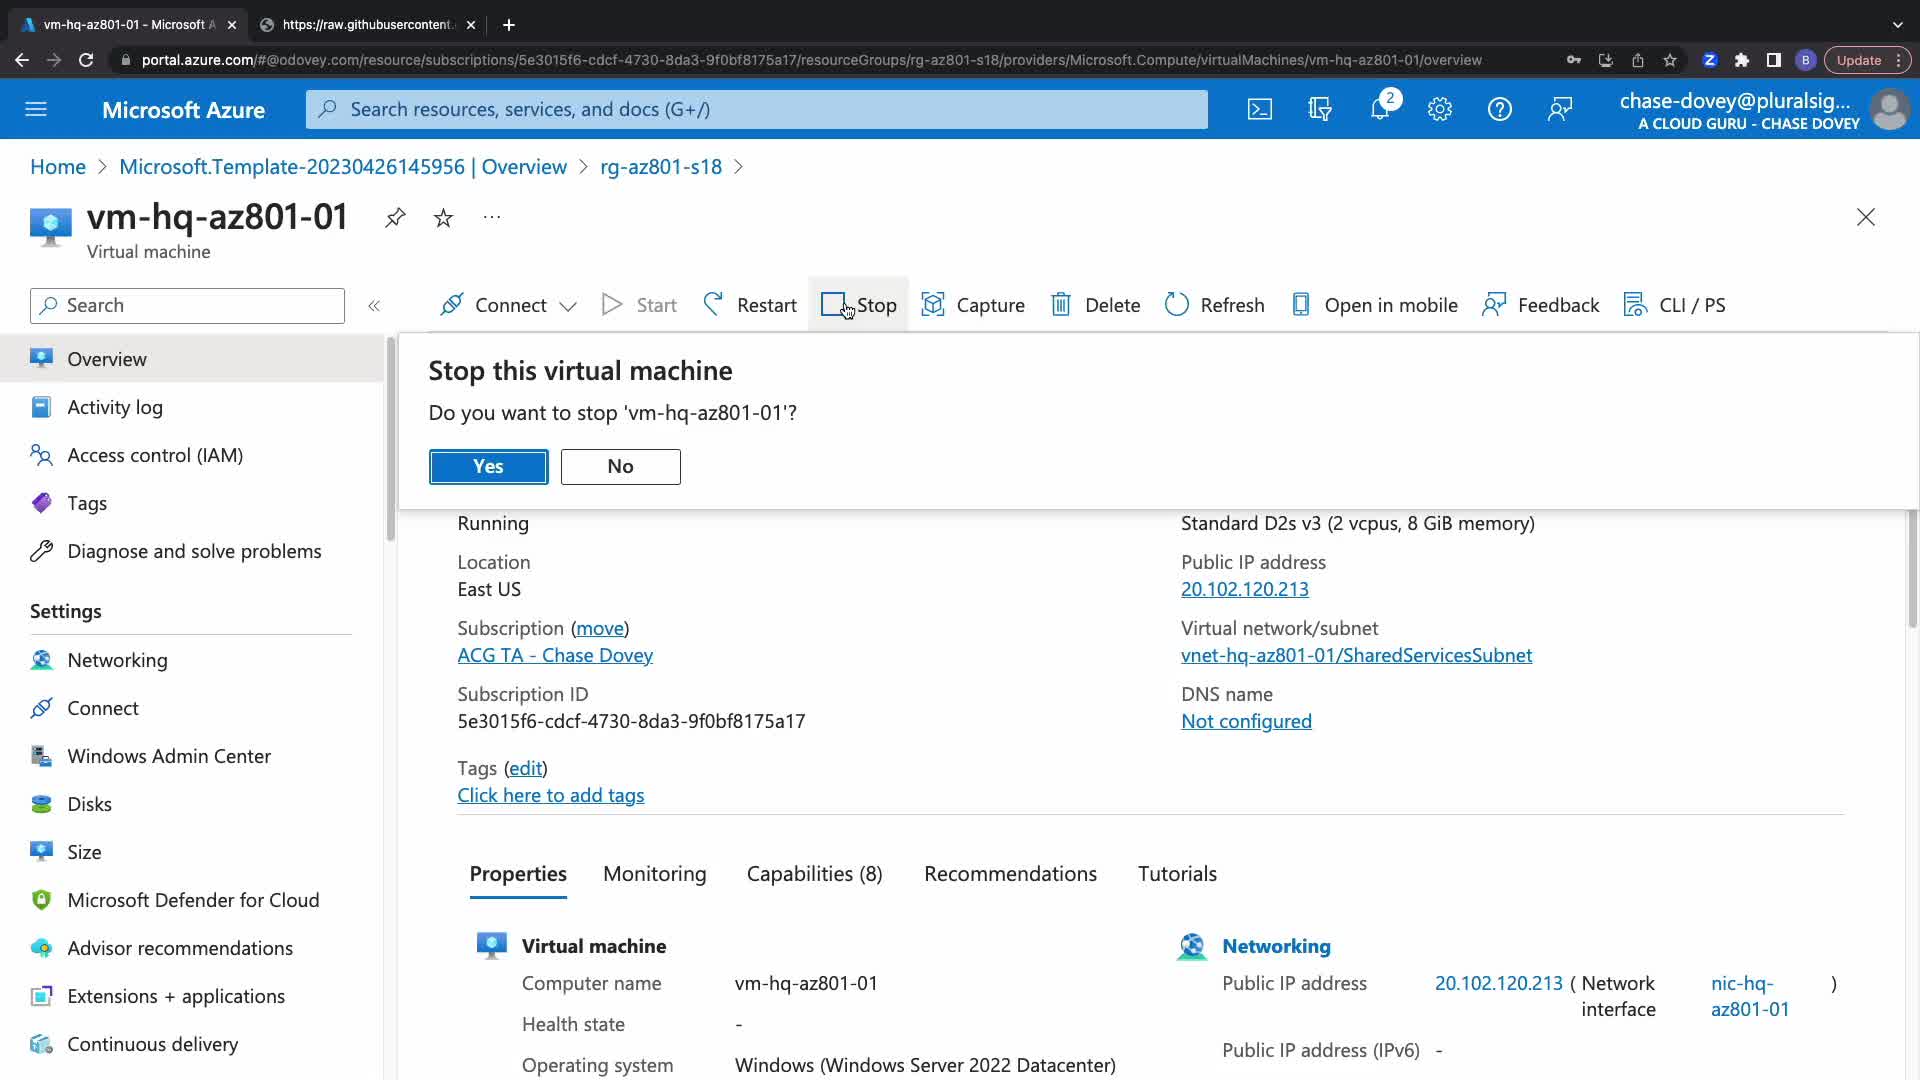 vm-hq-az801-01 - Microsoft A
https://raw.githubusercontent.
portal.azure.com/#@odovey.com/resource/subscriptions/5e3015f6-cdcf-4730-8da3-9f0bf8175a17/resourceGroups/rg-az801-s18/providers/Microsoft.Compute/virtualMachines/vm-hq-az801-01/overview
Z
B
Update
Microsoft Azure
Search resources, services, and docs (G+/)
2
chase-dovey@pluralsig...
A CLOUD GURU - CHASE DOVEY
Home > Microsoft.Template-20230426145956 | Overview > rg-az801-s18 >
vm-hq-az801-01
Virtual machine
Search
Connect
Start
Restart
Stop
Capture
Delete
Refresh
Open in mobile
Feedback
CLI / PS
Overview
Activity log
Access control (IAM)
Tags
Diagnose and solve problems
Settings
Networking
Connect
Windows Admin Center
Disks
Size
Microsoft Defender for Cloud
Advisor recommendations
Extensions + applications
Continuous delivery
Stop this virtual machine
Do you want to stop 'vm-hq-az801-01'?
Yes
No
Running
Location
East US
Subscription (move)
ACG TA - Chase Dovey
Subscription ID
5e3015f6-cdcf-4730-8da3-9f0bf8175a17
Tags (edit)
Click here to add tags
Standard D2s v3 (2 vcpus, 8 GiB memory)
Public IP address
20.102.120.213
Virtual network/subnet
vnet-hq-az801-01/SharedServicesSubnet
DNS name
Not configured
Properties
Monitoring
Capabilities (8)
Recommendations
Tutorials
Virtual machine
Computer name vm-hq-az801-01
Health state -
Operating system Windows (Windows Server 2022 Datacenter)
Networking
Public IP address 20.102.120.213 ( Network nic-hq- )
interface az801-01
Public IP address (IPv6) -